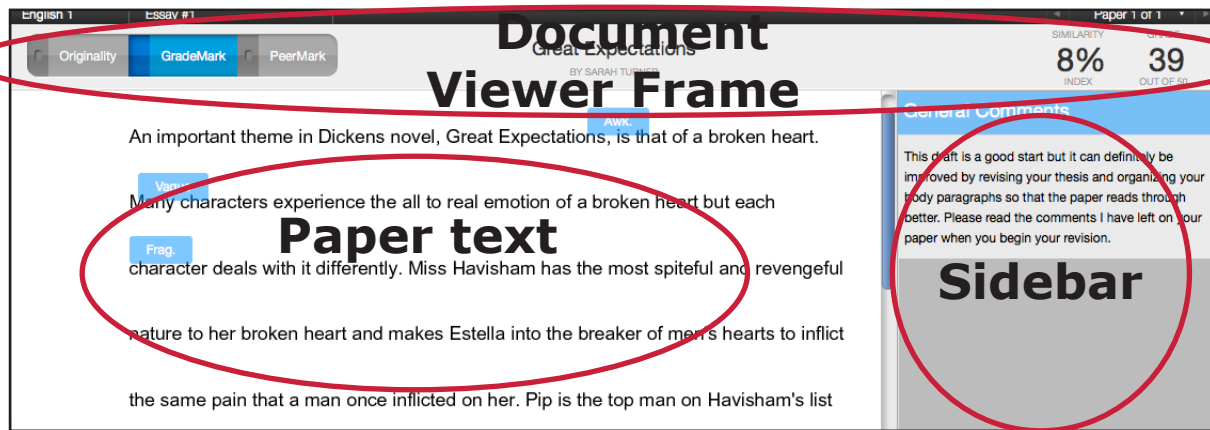 English 1 Essay #1 Paper 1 of 1
Document
Originality GradeMark PeerMark
Great Expectations
BY SARAH TURNER
SIMILARITY GRADE
8% 39
INDEX OUT OF 50
Viewer Frame
General Comments
Awk.
An important theme in Dickens novel, Great Expectations, is that of a broken heart.
This draft is a good start but it can definitely be
improved by revising your thesis and organizing your
body paragraphs so that the paper reads through
better. Please read the comments I have left on your
paper when you begin your revision.
Vague
Many characters experience the all to real emotion of a broken heart but each
Paper text
Frag.
character deals with it differently. Miss Havisham has the most spiteful and revengeful
Sidebar
nature to her broken heart and makes Estella into the breaker of men's hearts to inflict
the same pain that a man once inflicted on her. Pip is the top man on Havisham's list